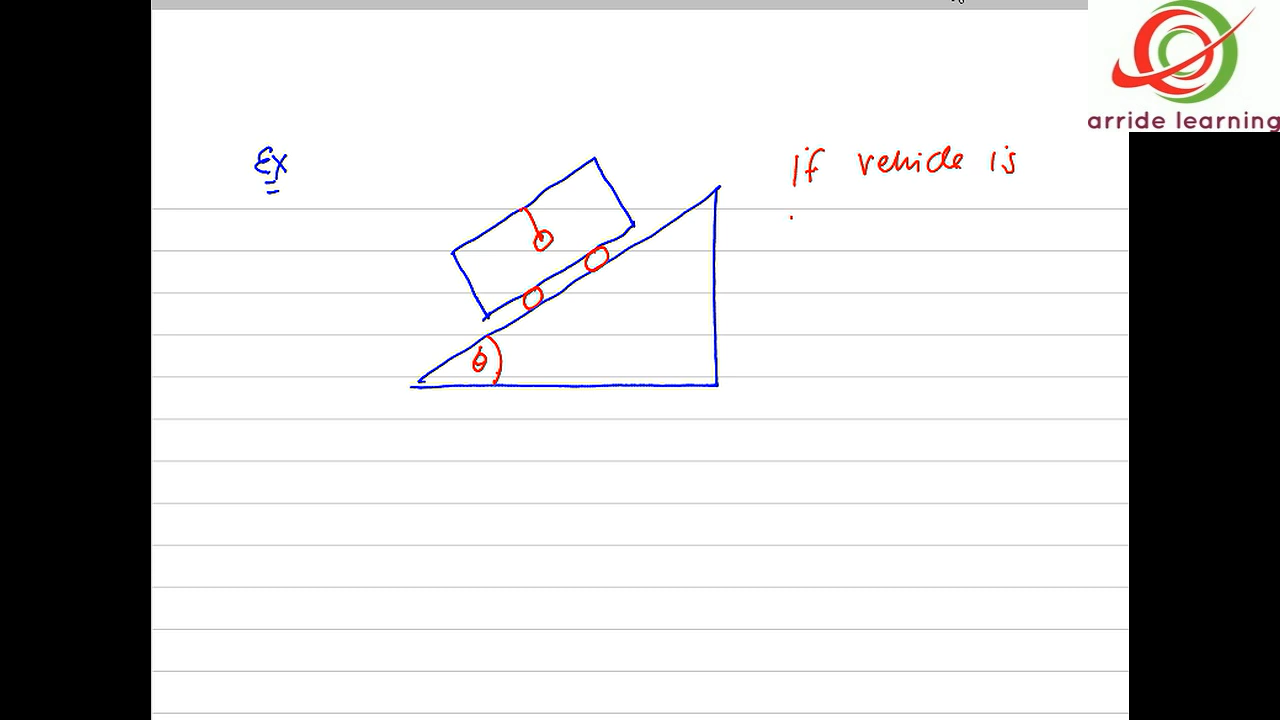 arride learning
Ex
If vehicle is
θ